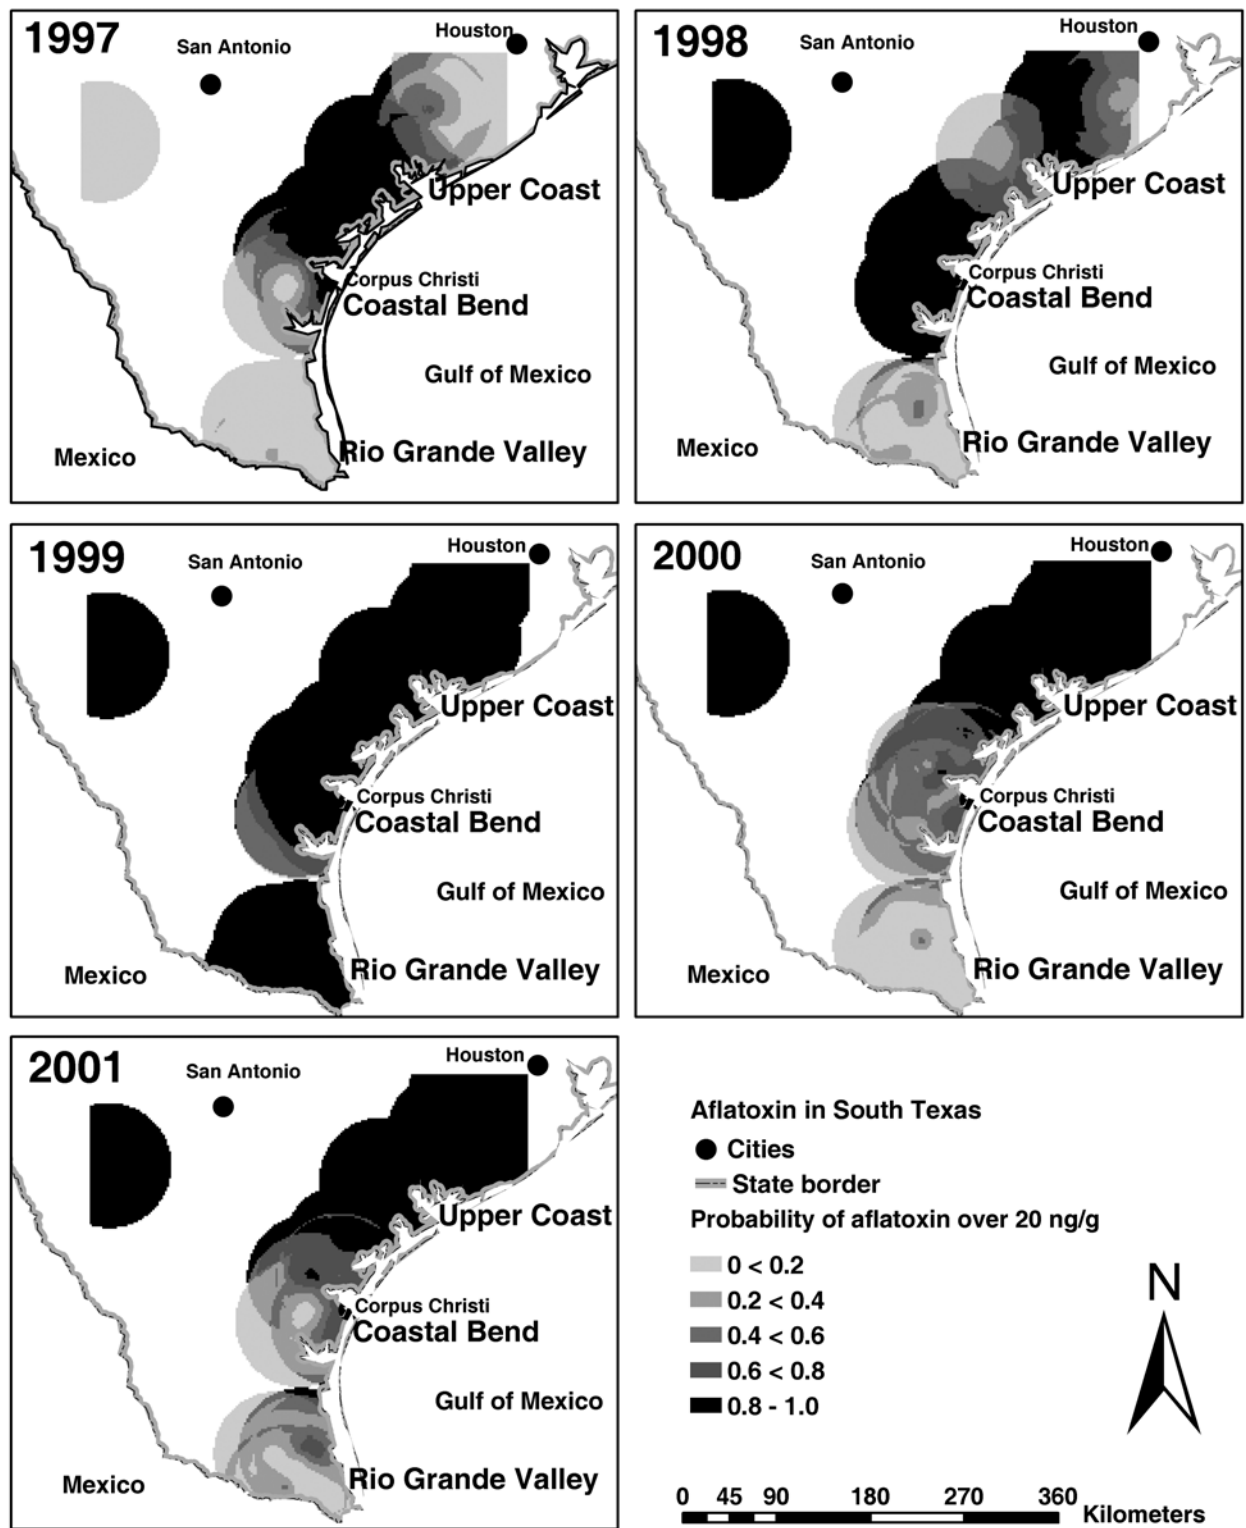 1997
San Antonio
Houston
Upper Coast
Corpus Christi
Coastal Bend
Gulf of Mexico
Mexico
Rio Grande Valley
1998
San Antonio
Houston
Upper Coast
Corpus Christi
Coastal Bend
Gulf of Mexico
Mexico
Rio Grande Valley
1999
San Antonio
Houston
Upper Coast
Corpus Christi
Coastal Bend
Gulf of Mexico
Mexico
Rio Grande Valley
2000
San Antonio
Houston
Upper Coast
Corpus Christi
Coastal Bend
Gulf of Mexico
Mexico
Rio Grande Valley
2001
San Antonio
Houston
Upper Coast
Corpus Christi
Coastal Bend
Gulf of Mexico
Mexico
Rio Grande Valley
Aflatoxin in South Texas
Cities
State border
Probability of aflatoxin over 20 ng/g
0 < 0.2
0.2 < 0.4
0.4 < 0.6
0.6 < 0.8
0.8 - 1.0
N
0 45 90 180 270 360
Kilometers